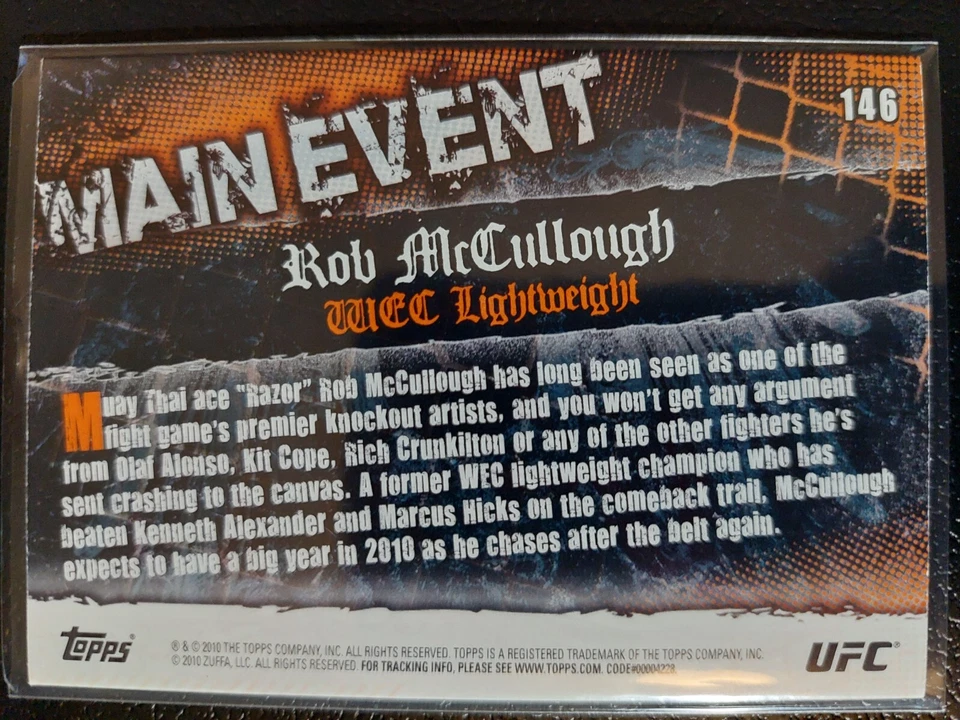 MAIN EVENT
146
Rob McCullough
WEC Lightweight
Muay Thai ace "Razor" Rob McCullough has long been seen as one of the
fight game's premier knockout artists, and you won't get any argument
from Olaf Alonso, Kit Cope, Rich Crunkilton or any of the other fighters he's
sent crashing to the canvas. A former WEC lightweight champion who has
beaten Kenneth Alexander and Marcus Hicks on the comeback trail, McCullough
expects to have a big year in 2010 as he chases after the belt again.
topps®
® & © 2010 THE TOPPS COMPANY, INC. ALL RIGHTS RESERVED. TOPPS IS A REGISTERED TRADEMARK OF THE TOPPS COMPANY, INC.
© 2010 ZUFFA, LLC. ALL RIGHTS RESERVED. FOR TRACKING INFO, PLEASE SEE WWW.TOPPS.COM. CODE#00004228.
UFC®